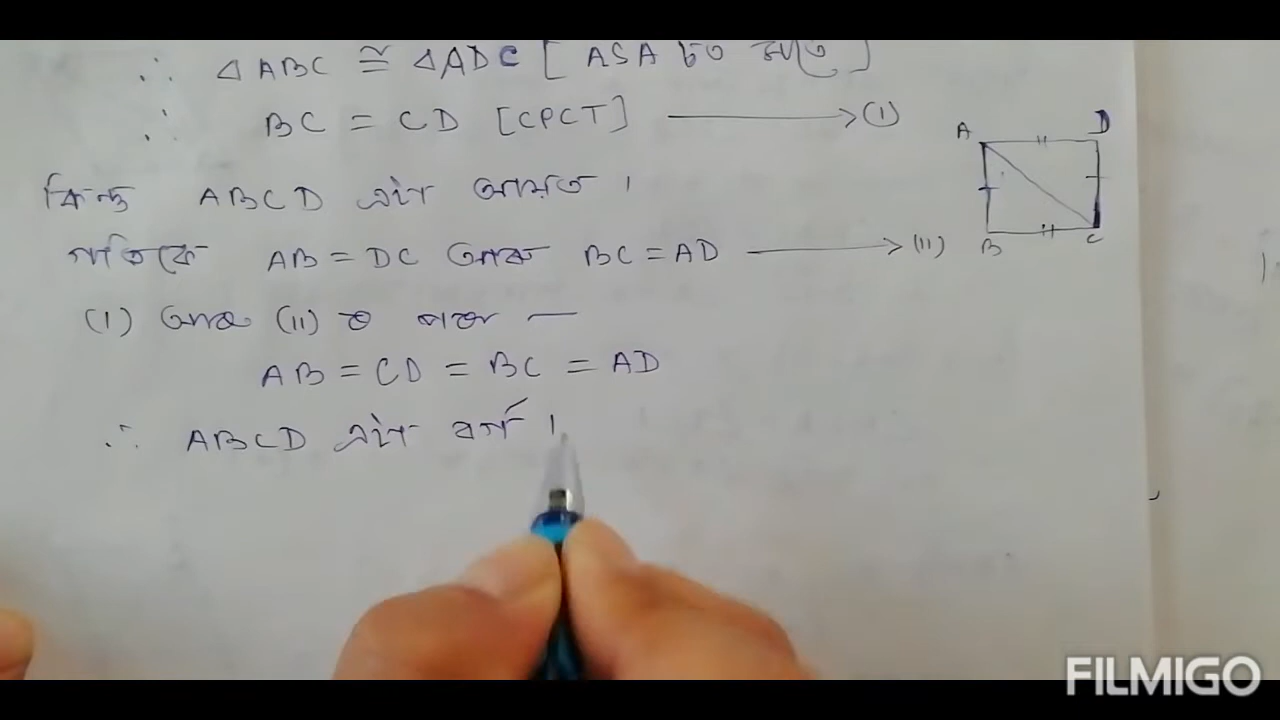 ∴ △ABC ≅ △ADC [ ASA চৰ্ত মতে ]
∴ BC = CD [CPCT] ⟶ (I)
কিন্তু ABCD এটা আয়ত ।
গতিকে AB = DC আৰু BC = AD ⟶ (II)
(I) আৰু (II) ৰ পৰা —
AB = CD = BC = AD
∴ ABCD এটা বৰ্গ ।
A D
B C
FILMIGO